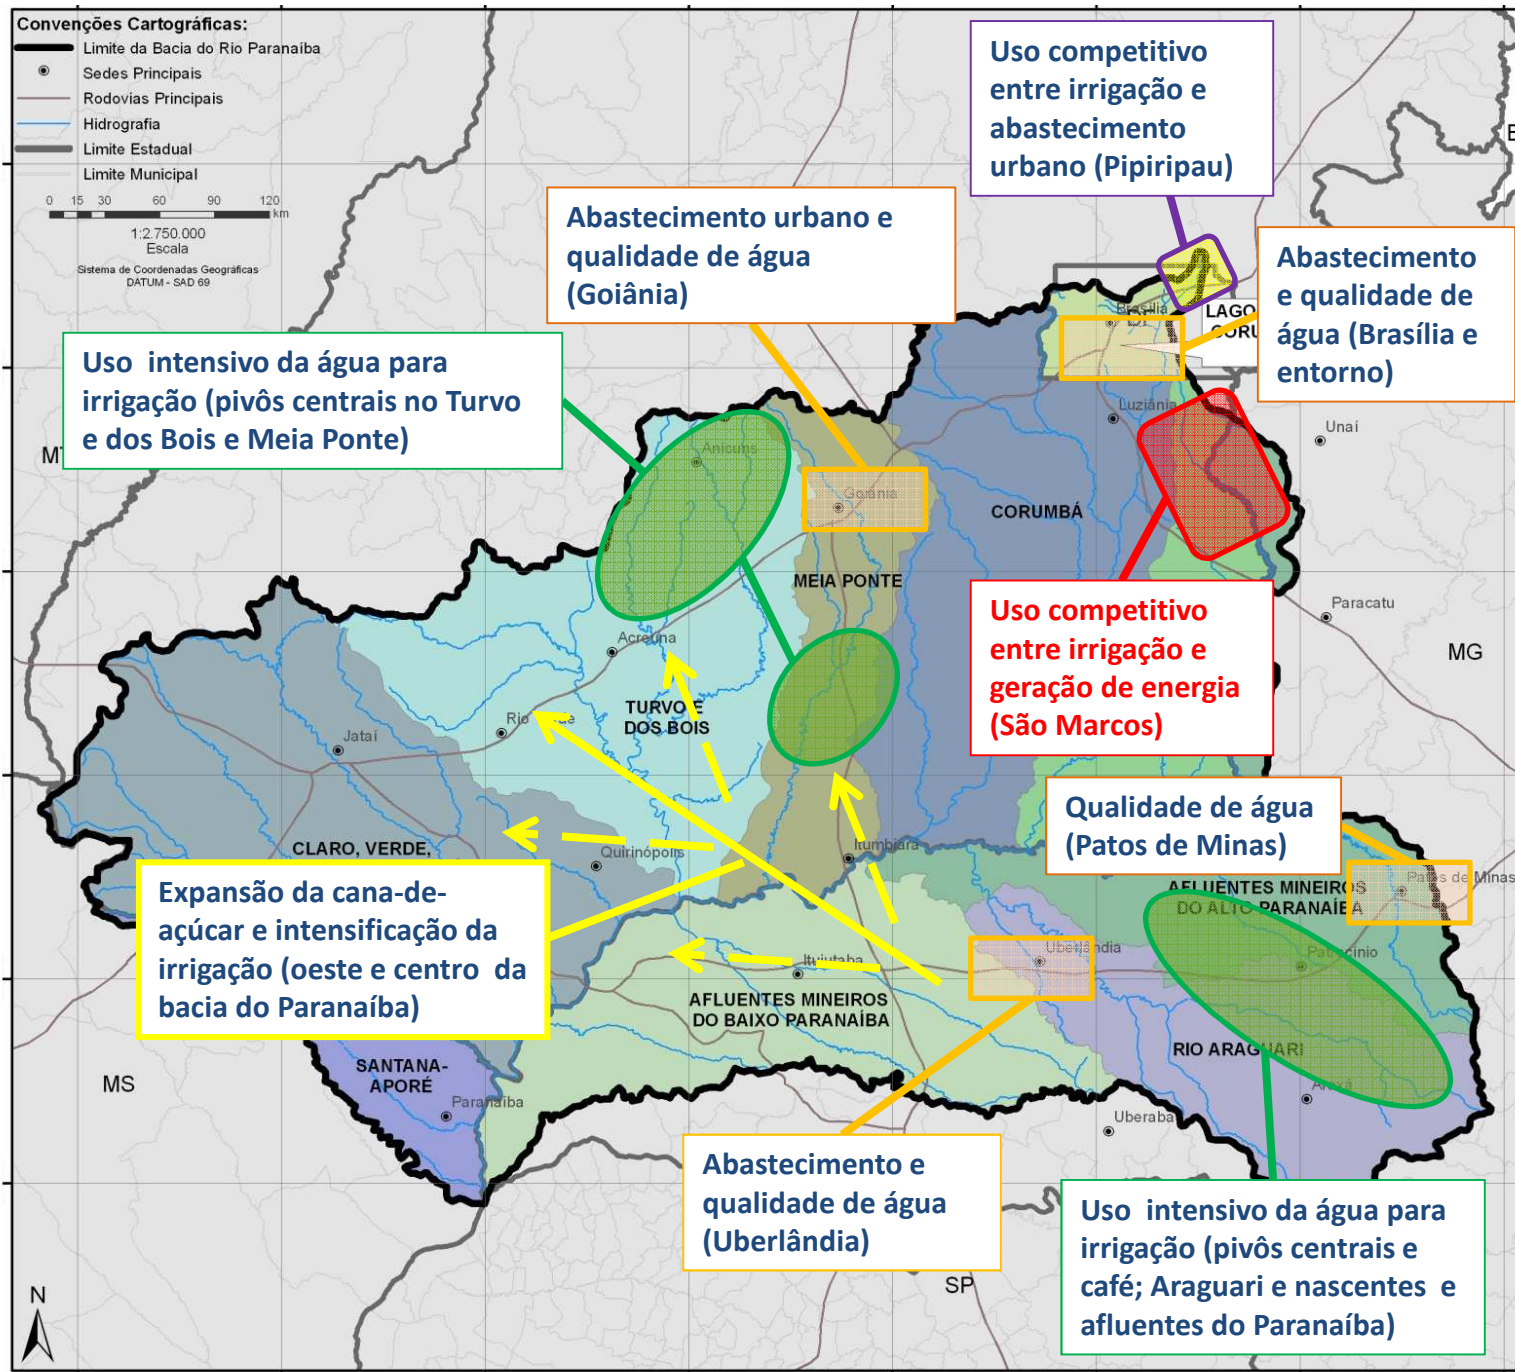 Convenções Cartográficas:
Limite da Bacia do Rio Paranaíba
Sedes Principais
Rodovias Principais
Hidrografia
Limite Estadual
Limite Municipal
0 15 30 60 90 120
km
1:2.750.000
Escala
Sistema de Coordenadas Geográficas
DATUM - SAD 69
Uso competitivo
entre irrigação e
abastecimento
urbano (Pipiripau)
Abastecimento urbano e
qualidade de água
(Goiânia)
Abastecimento
e qualidade de
água (Brasília e
entorno)
Uso intensivo da água para
irrigação (pivôs centrais no Turvo
e dos Bois e Meia Ponte)
Brasília
DF
LAGO
Luziânia
Unaí
Anicuns
Goiânia
CORUMBÁ
MEIA PONTE
Uso competitivo
entre irrigação e
geração de energia
(São Marcos)
Paracatu
MG
Acreúna
TURVO E
DOS BOIS
Jataí
Qualidade de água
(Patos de Minas)
CLARO, VERDE,
Quirinópolis
Itumbiara
Patos de Minas
AFLUENTES MINEIROS
DO ALTO PARANAÍBA
Expansão da cana-de-
açúcar e intensificação da
irrigação (oeste e centro da
bacia do Paranaíba)
Uberlândia
Patrocínio
Ituiutaba
AFLUENTES MINEIROS
DO BAIXO PARANAÍBA
RIO ARAGUARI
SANTANA-
APORÉ
MS
Paranaíba
Araxá
Uberaba
Abastecimento e
qualidade de água
(Uberlândia)
Uso intensivo da água para
irrigação (pivôs centrais e
café; Araguari e nascentes e
afluentes do Paranaíba)
SP
N